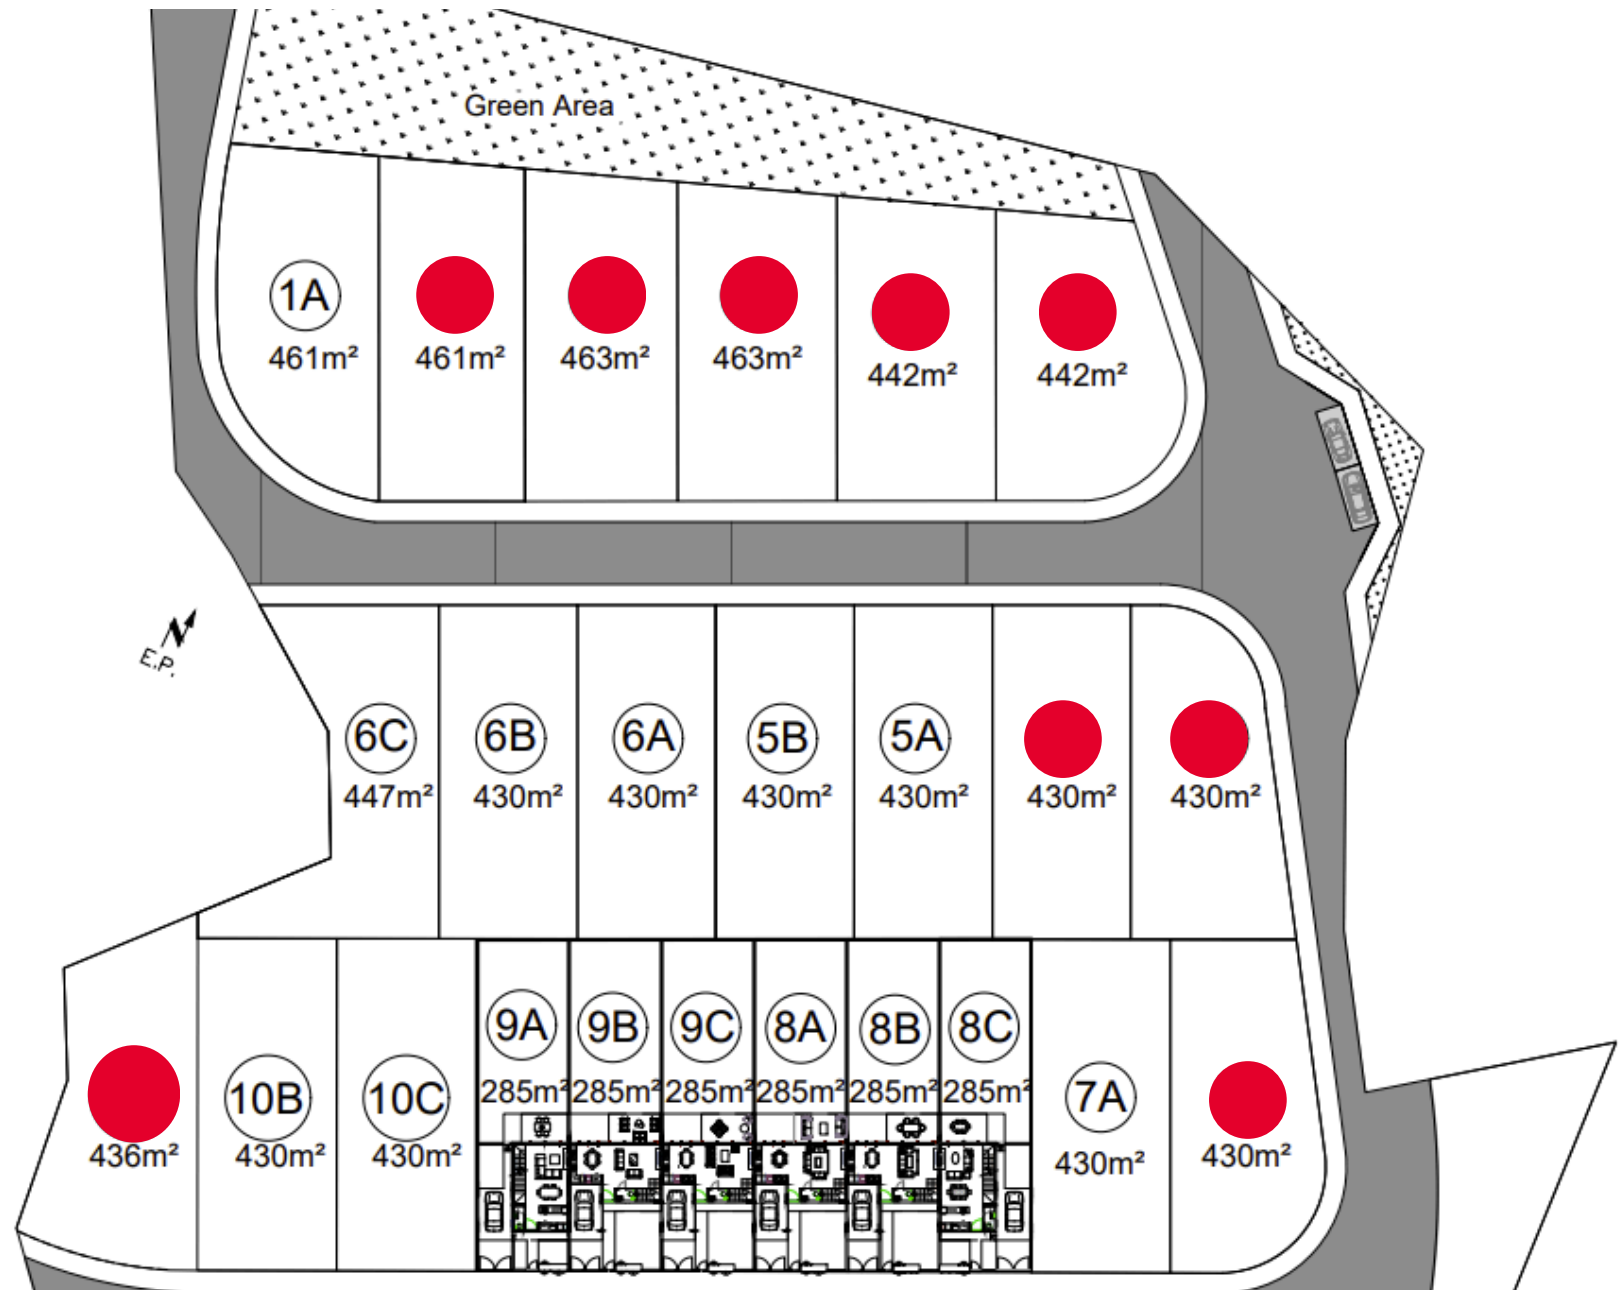 Green Area
1A
461m²
461m²
463m²
463m²
442m²
442m²
N
E.P.
6C
447m²
6B
430m²
6A
430m²
5B
430m²
5A
430m²
430m²
430m²
436m²
10B
430m²
10C
430m²
9A
285m²
9B
285m²
9C
285m²
8A
285m²
8B
285m²
8C
285m²
7A
430m²
430m²